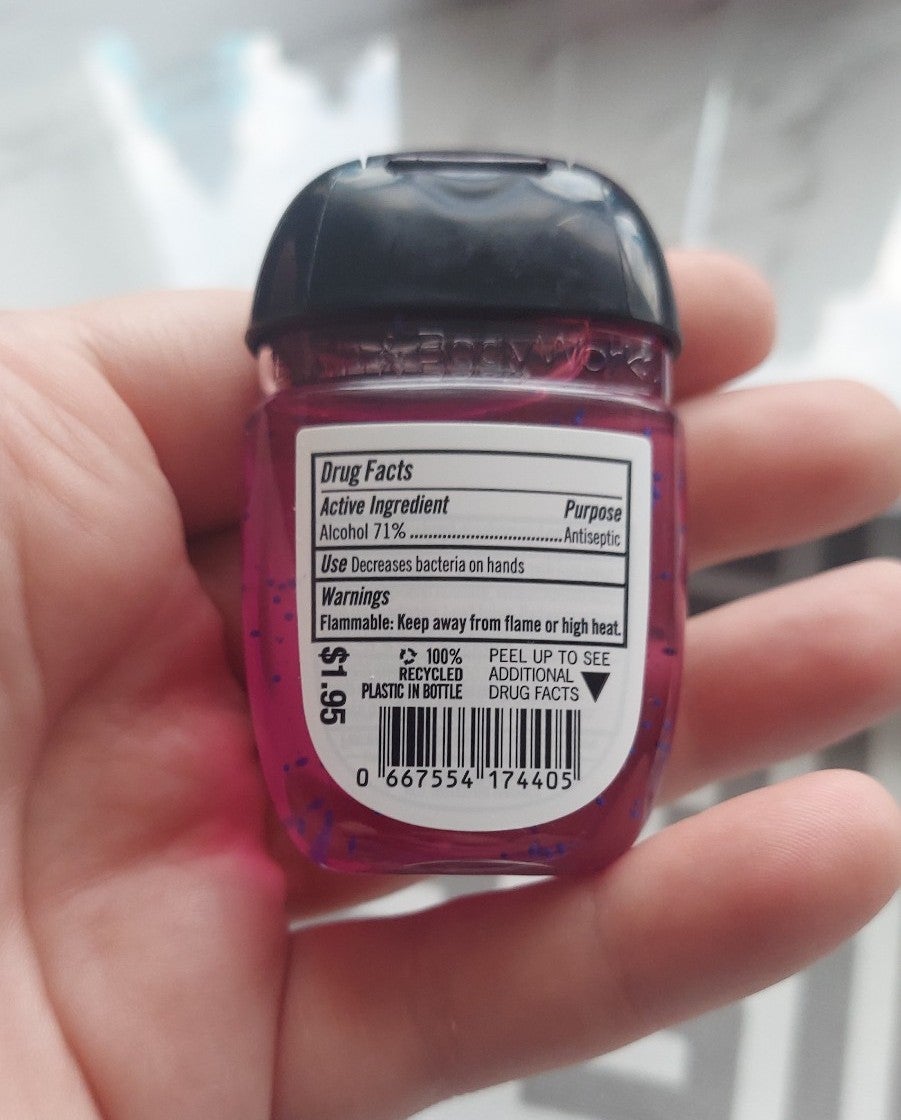 & Body Works
Drug Facts
Active Ingredient Purpose
Alcohol 71% ........................................ Antiseptic
Use Decreases bacteria on hands
Warnings
Flammable: Keep away from flame or high heat.
$1.95
100%
RECYCLED
PLASTIC IN BOTTLE
PEEL UP TO SEE
ADDITIONAL
DRUG FACTS
0 667554 174405